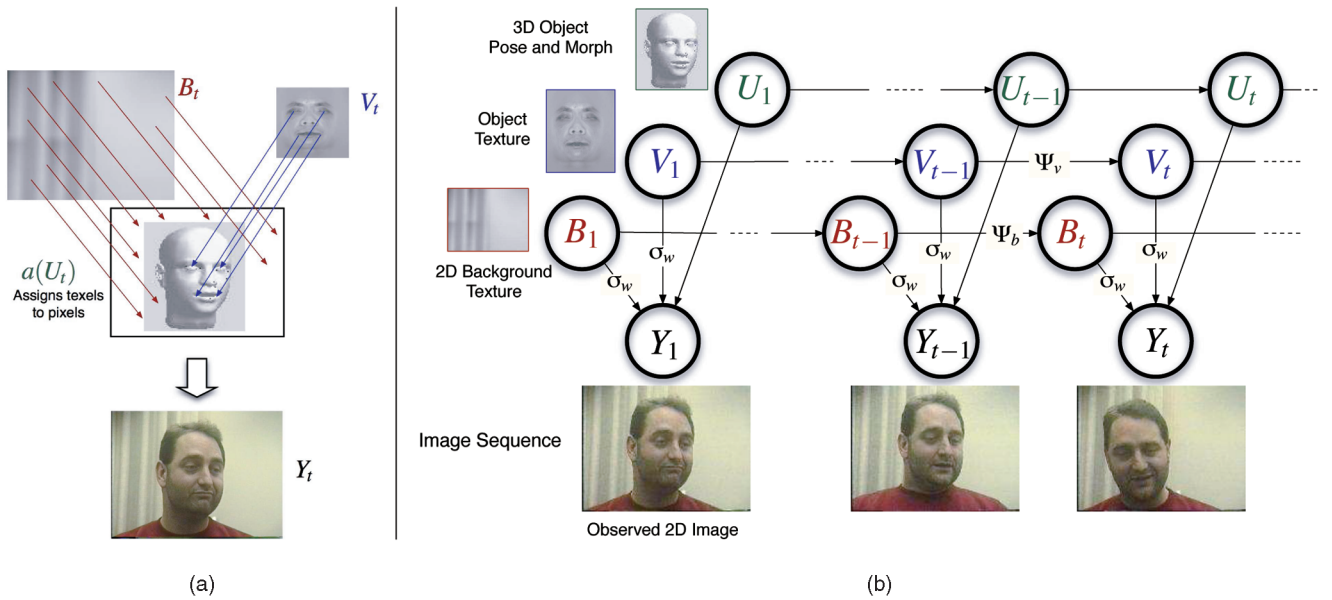 B_t
V_t
a(U_t)
Assigns texels
to pixels
Y_t
(a)
3D Object
Pose and Morph
U_1
U_{t-1}
U_t
Object
Texture
V_1
V_{t-1}
Ψ_v
V_t
B_1
B_{t-1}
Ψ_b
B_t
2D Background
Texture
σ_w
σ_w
σ_w
σ_w
σ_w
σ_w
Y_1
Y_{t-1}
Y_t
Image Sequence
Observed 2D Image
(b)